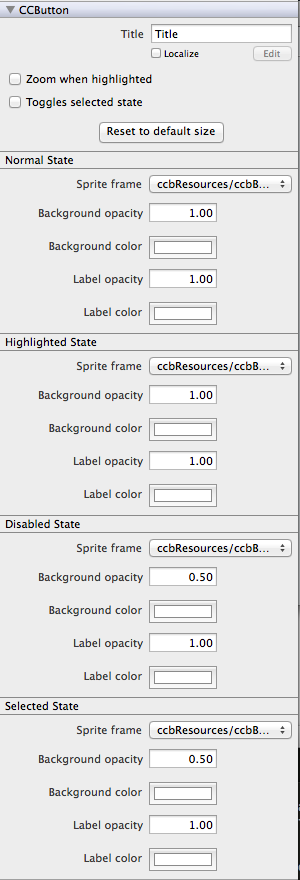 CCButton
Title Title
Localize Edit
Zoom when highlighted
Toggles selected state
Reset to default size
Normal State
Sprite frame ccbResources/ccbB...
Background opacity 1.00
Background color
Label opacity 1.00
Label color
Highlighted State
Sprite frame ccbResources/ccbB...
Background opacity 1.00
Background color
Label opacity 1.00
Label color
Disabled State
Sprite frame ccbResources/ccbB...
Background opacity 0.50
Background color
Label opacity 1.00
Label color
Selected State
Sprite frame ccbResources/ccbB...
Background opacity 0.50
Background color
Label opacity 1.00
Label color